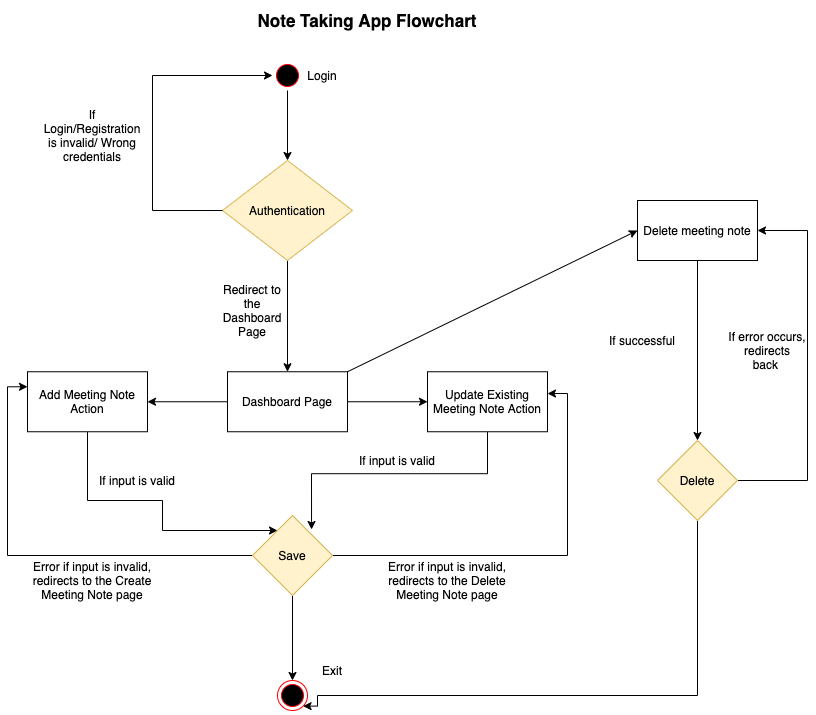 Note Taking App Flowchart
Login
If
Login/Registration
is invalid/ Wrong
credentials
Authentication
Delete meeting note
Redirect to
the
Dashboard
Page
If successful
If error occurs,
redirects
back
Add Meeting Note
Action
Dashboard Page
Update Existing
Meeting Note Action
If input is valid
If input is valid
Delete
Save
Error if input is invalid,
redirects to the Create
Meeting Note page
Error if input is invalid,
redirects to the Delete
Meeting Note page
Exit